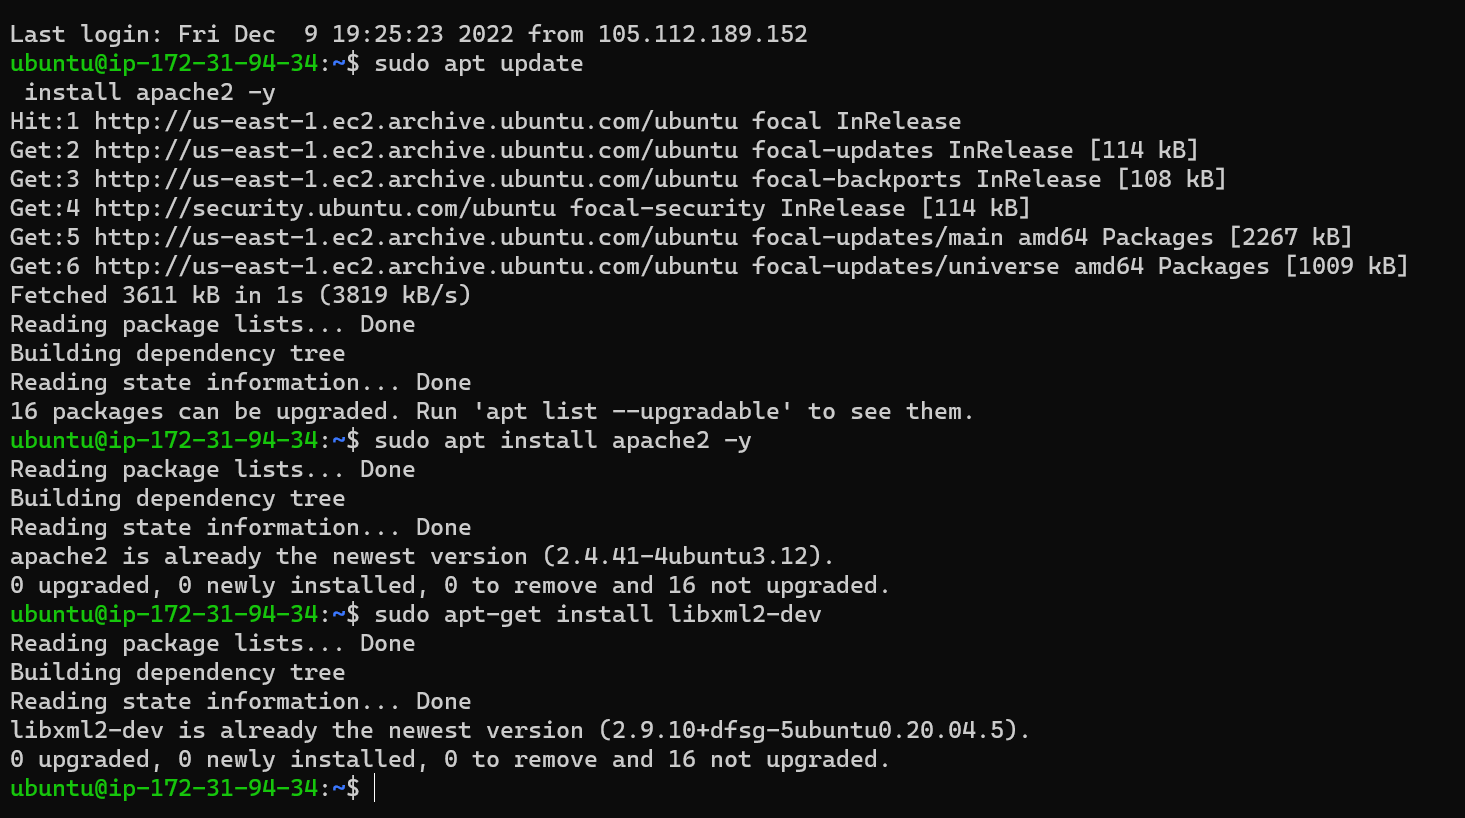 Last login: Fri Dec  9 19:25:23 2022 from 105.112.189.152
ubuntu@ip-172-31-94-34:~$ sudo apt update
 install apache2 -y
Hit:1 http://us-east-1.ec2.archive.ubuntu.com/ubuntu focal InRelease
Get:2 http://us-east-1.ec2.archive.ubuntu.com/ubuntu focal-updates InRelease [114 kB]
Get:3 http://us-east-1.ec2.archive.ubuntu.com/ubuntu focal-backports InRelease [108 kB]
Get:4 http://security.ubuntu.com/ubuntu focal-security InRelease [114 kB]
Get:5 http://us-east-1.ec2.archive.ubuntu.com/ubuntu focal-updates/main amd64 Packages [2267 kB]
Get:6 http://us-east-1.ec2.archive.ubuntu.com/ubuntu focal-updates/universe amd64 Packages [1009 kB]
Fetched 3611 kB in 1s (3819 kB/s)
Reading package lists... Done
Building dependency tree
Reading state information... Done
16 packages can be upgraded. Run 'apt list --upgradable' to see them.
ubuntu@ip-172-31-94-34:~$ sudo apt install apache2 -y
Reading package lists... Done
Building dependency tree
Reading state information... Done
apache2 is already the newest version (2.4.41-4ubuntu3.12).
0 upgraded, 0 newly installed, 0 to remove and 16 not upgraded.
ubuntu@ip-172-31-94-34:~$ sudo apt-get install libxml2-dev
Reading package lists... Done
Building dependency tree
Reading state information... Done
libxml2-dev is already the newest version (2.9.10+dfsg-5ubuntu0.20.04.5).
0 upgraded, 0 newly installed, 0 to remove and 16 not upgraded.
ubuntu@ip-172-31-94-34:~$